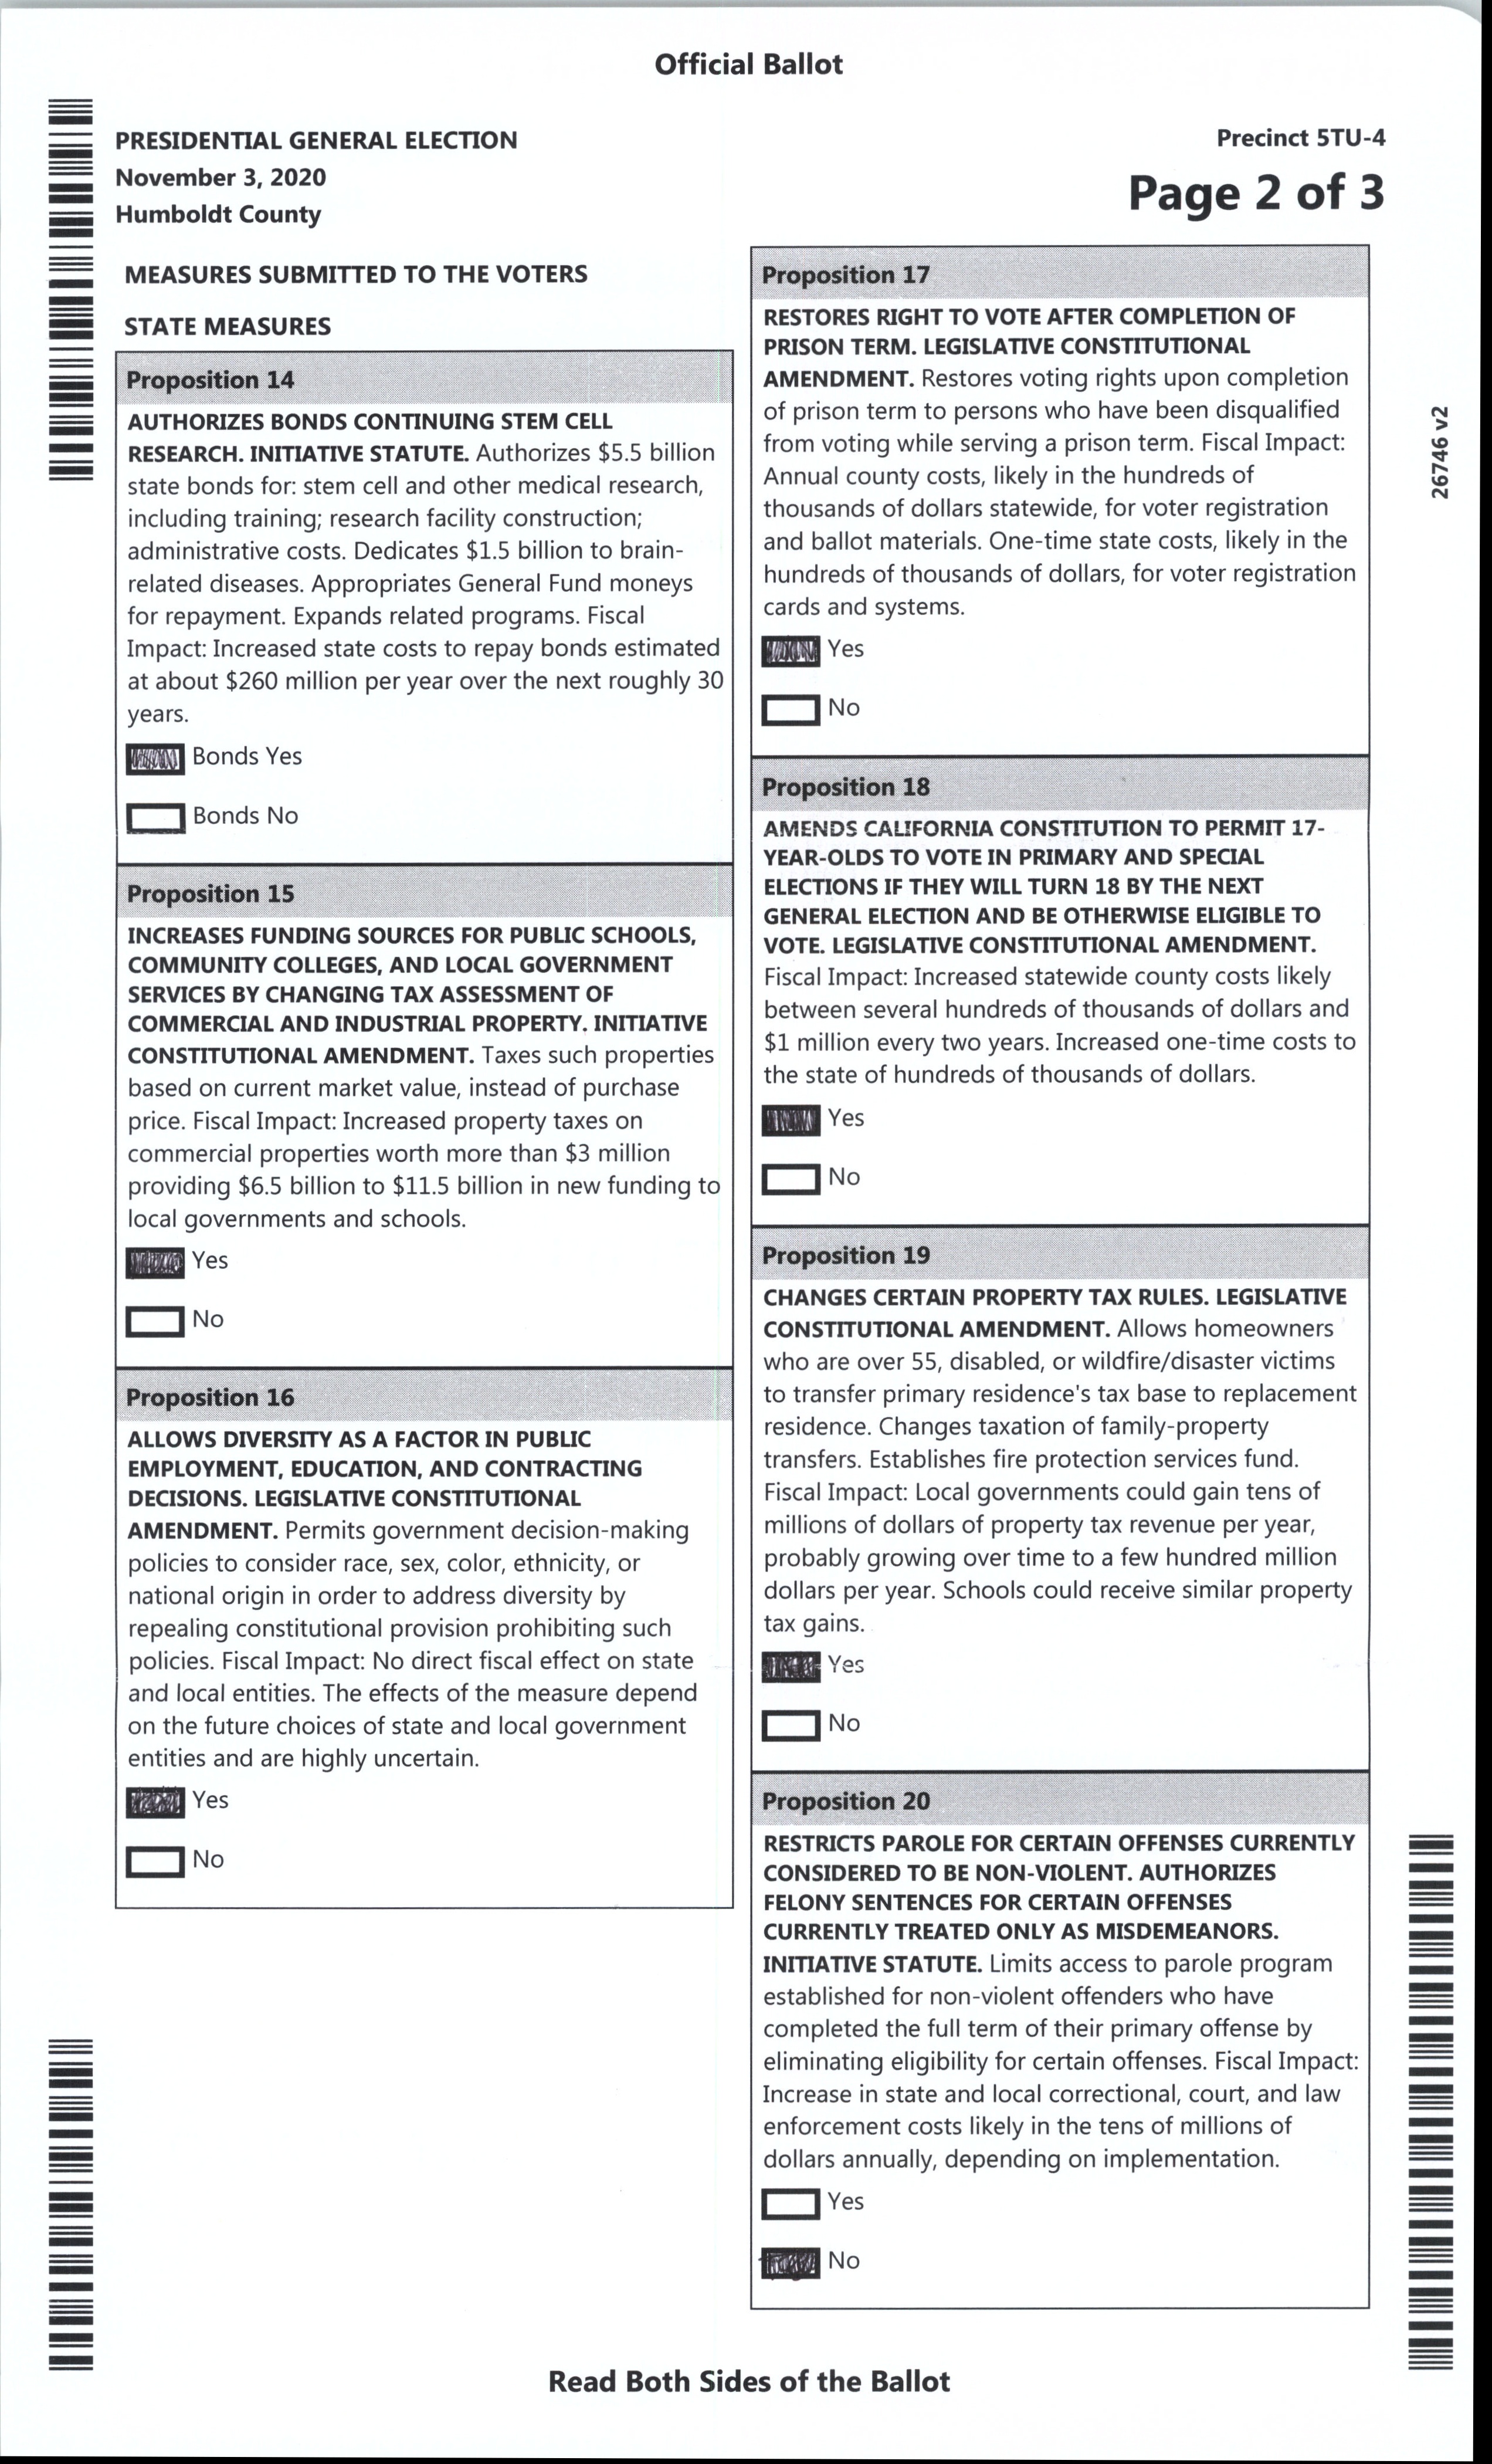 Official Ballot
PRESIDENTIAL GENERAL ELECTION
November 3, 2020
Humboldt County
Precinct 5TU-4
Page 2 of 3
MEASURES SUBMITTED TO THE VOTERS
STATE MEASURES
Proposition 14
AUTHORIZES BONDS CONTINUING STEM CELL
RESEARCH. INITIATIVE STATUTE. Authorizes $5.5 billion
state bonds for: stem cell and other medical research,
including training; research facility construction;
administrative costs. Dedicates $1.5 billion to brain-
related diseases. Appropriates General Fund moneys
for repayment. Expands related programs. Fiscal
Impact: Increased state costs to repay bonds estimated
at about $260 million per year over the next roughly 30
years.
Bonds Yes
Bonds No
Proposition 15
INCREASES FUNDING SOURCES FOR PUBLIC SCHOOLS,
COMMUNITY COLLEGES, AND LOCAL GOVERNMENT
SERVICES BY CHANGING TAX ASSESSMENT OF
COMMERCIAL AND INDUSTRIAL PROPERTY. INITIATIVE
CONSTITUTIONAL AMENDMENT. Taxes such properties
based on current market value, instead of purchase
price. Fiscal Impact: Increased property taxes on
commercial properties worth more than $3 million
providing $6.5 billion to $11.5 billion in new funding to
local governments and schools.
Yes
No
Proposition 16
ALLOWS DIVERSITY AS A FACTOR IN PUBLIC
EMPLOYMENT, EDUCATION, AND CONTRACTING
DECISIONS. LEGISLATIVE CONSTITUTIONAL
AMENDMENT. Permits government decision-making
policies to consider race, sex, color, ethnicity, or
national origin in order to address diversity by
repealing constitutional provision prohibiting such
policies. Fiscal Impact: No direct fiscal effect on state
and local entities. The effects of the measure depend
on the future choices of state and local government
entities and are highly uncertain.
Yes
No
Proposition 17
RESTORES RIGHT TO VOTE AFTER COMPLETION OF
PRISON TERM. LEGISLATIVE CONSTITUTIONAL
AMENDMENT. Restores voting rights upon completion
of prison term to persons who have been disqualified
from voting while serving a prison term. Fiscal Impact:
Annual county costs, likely in the hundreds of
thousands of dollars statewide, for voter registration
and ballot materials. One-time state costs, likely in the
hundreds of thousands of dollars, for voter registration
cards and systems.
Yes
No
Proposition 18
AMENDS CALIFORNIA CONSTITUTION TO PERMIT 17-
YEAR-OLDS TO VOTE IN PRIMARY AND SPECIAL
ELECTIONS IF THEY WILL TURN 18 BY THE NEXT
GENERAL ELECTION AND BE OTHERWISE ELIGIBLE TO
VOTE. LEGISLATIVE CONSTITUTIONAL AMENDMENT.
Fiscal Impact: Increased statewide county costs likely
between several hundreds of thousands of dollars and
$1 million every two years. Increased one-time costs to
the state of hundreds of thousands of dollars.
Yes
No
Proposition 19
CHANGES CERTAIN PROPERTY TAX RULES. LEGISLATIVE
CONSTITUTIONAL AMENDMENT. Allows homeowners
who are over 55, disabled, or wildfire/disaster victims
to transfer primary residence's tax base to replacement
residence. Changes taxation of family-property
transfers. Establishes fire protection services fund.
Fiscal Impact: Local governments could gain tens of
millions of dollars of property tax revenue per year,
probably growing over time to a few hundred million
dollars per year. Schools could receive similar property
tax gains.
Yes
No
Proposition 20
RESTRICTS PAROLE FOR CERTAIN OFFENSES CURRENTLY
CONSIDERED TO BE NON-VIOLENT. AUTHORIZES
FELONY SENTENCES FOR CERTAIN OFFENSES
CURRENTLY TREATED ONLY AS MISDEMEANORS.
INITIATIVE STATUTE. Limits access to parole program
established for non-violent offenders who have
completed the full term of their primary offense by
eliminating eligibility for certain offenses. Fiscal Impact:
Increase in state and local correctional, court, and law
enforcement costs likely in the tens of millions of
dollars annually, depending on implementation.
Yes
No
26746 v2
Read Both Sides of the Ballot